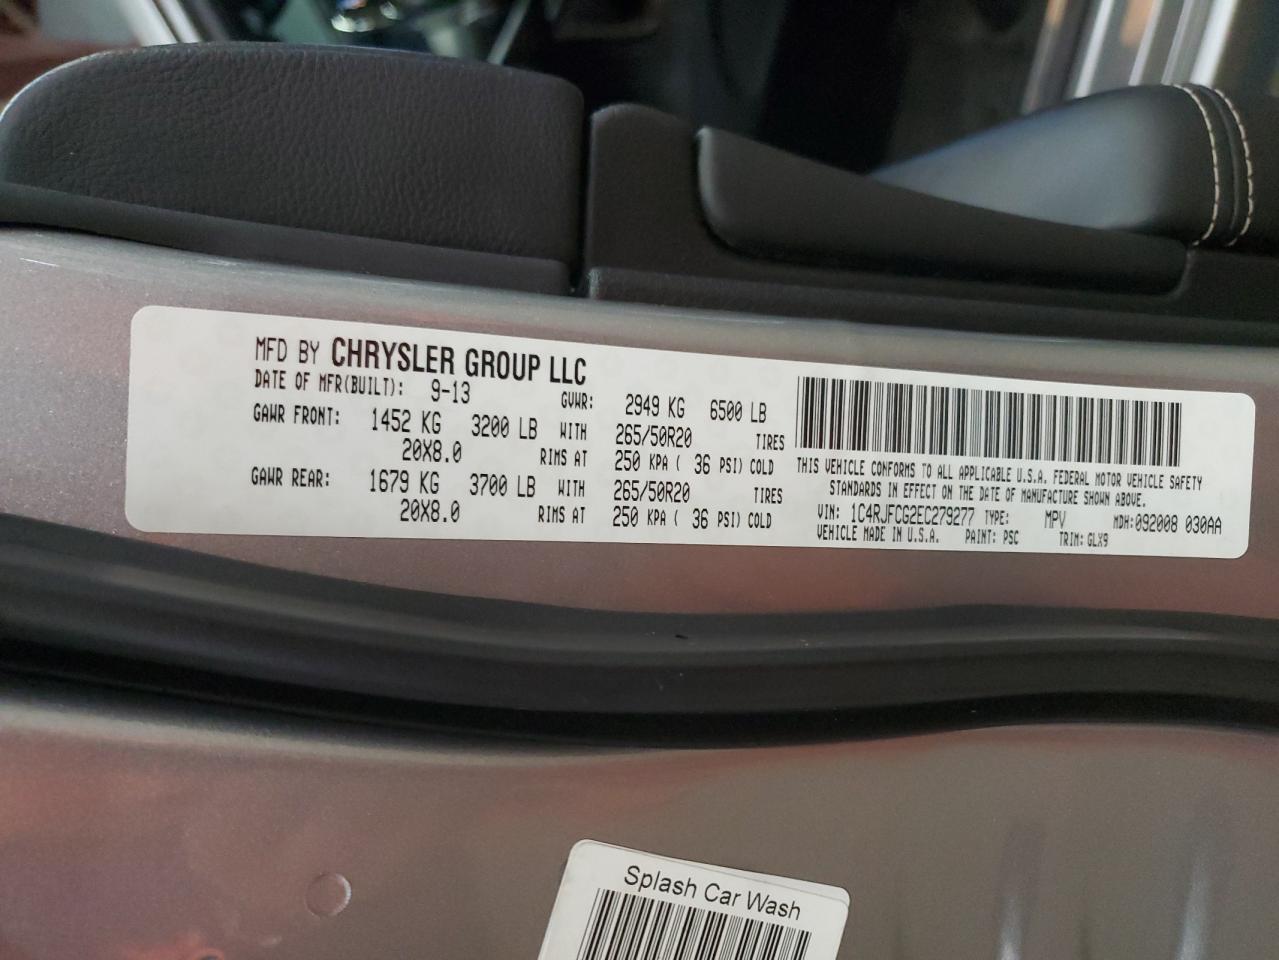 MFD BY CHRYSLER GROUP LLC
DATE OF MFR(BUILT): 9-13 GVWR: 2949 KG 6500 LB
GAWR FRONT: 1452 KG 3200 LB WITH 265/50R20 TIRES
20X8.0 RIMS AT 250 KPA ( 36 PSI) COLD
GAWR REAR: 1679 KG 3700 LB WITH 265/50R20 TIRES
20X8.0 RIMS AT 250 KPA ( 36 PSI) COLD
THIS VEHICLE CONFORMS TO ALL APPLICABLE U.S.A. FEDERAL MOTOR VEHICLE SAFETY
STANDARDS IN EFFECT ON THE DATE OF MANUFACTURE SHOWN ABOVE.
VIN: 1C4RJFCG2EC279277 TYPE: MPV MDH:092008 030AA
VEHICLE MADE IN U.S.A. PAINT: PSC TRIM: GLX9
Splash Car Wash